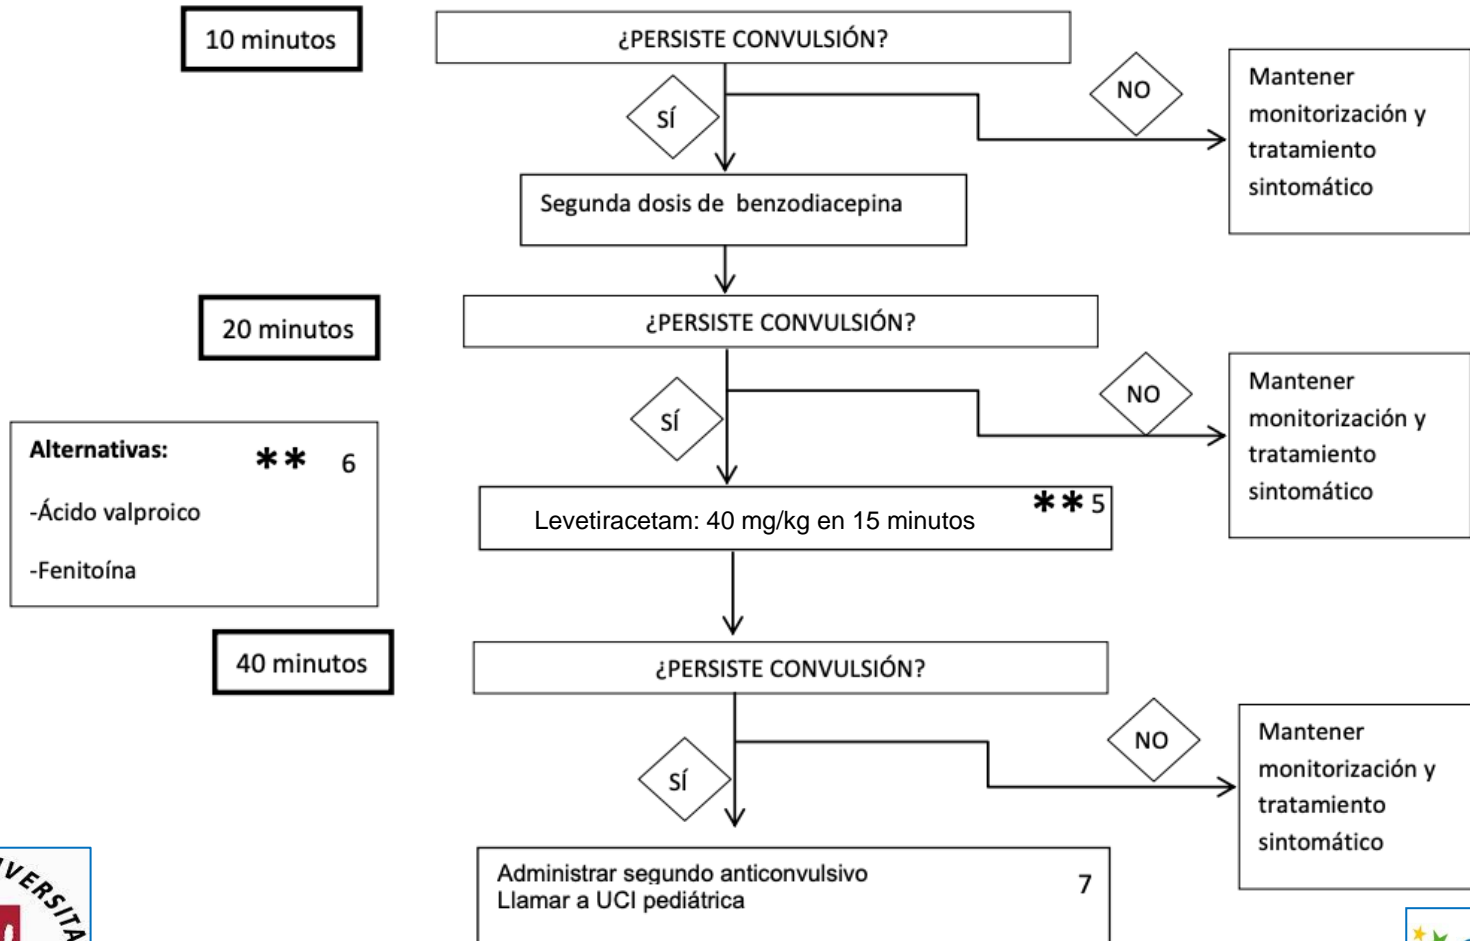 10 minutos
¿PERSISTE CONVULSIÓN?
SÍ
NO
Mantener
monitorización y
tratamiento
sintomático
Segunda dosis de benzodiacepina
20 minutos
¿PERSISTE CONVULSIÓN?
SÍ
NO
Mantener
monitorización y
tratamiento
sintomático
Alternativas: ** 6
-Ácido valproico
-Fenitoína
Levetiracetam: 40 mg/kg en 15 minutos **5
40 minutos
¿PERSISTE CONVULSIÓN?
SÍ
NO
Mantener
monitorización y
tratamiento
sintomático
Administrar segundo anticonvulsivo 7
Llamar a UCI pediátrica